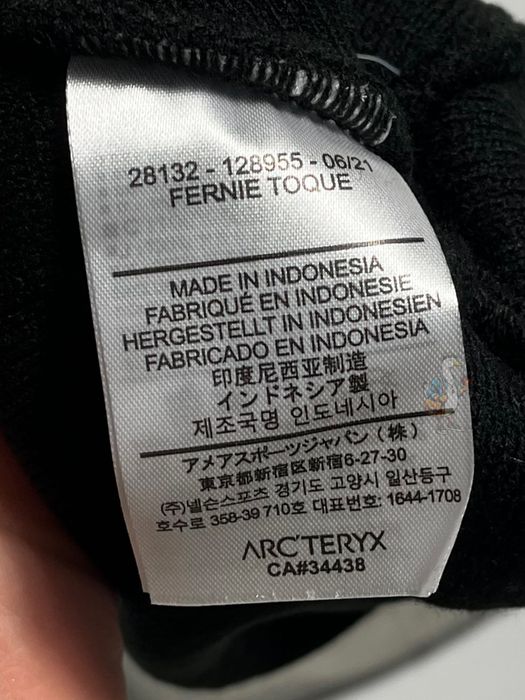 28132 - 128955 - 06/21
FERNIE TOQUE
MADE IN INDONESIA
FABRIQUÉ EN INDONESIE
HERGESTELLT IN INDONESIEN
FABRICADO EN INDONESIA
印度尼西亚制造
インドネシア製
제조국명 인도네시아
アメアスポーツジャパン（株）
東京都新宿区新宿6-27-30
(주)넬슨스포츠 경기도 고양시 일산동구
호수로 358-39 710호 대표번호: 1644-1708
ARC'TERYX
CA#34438